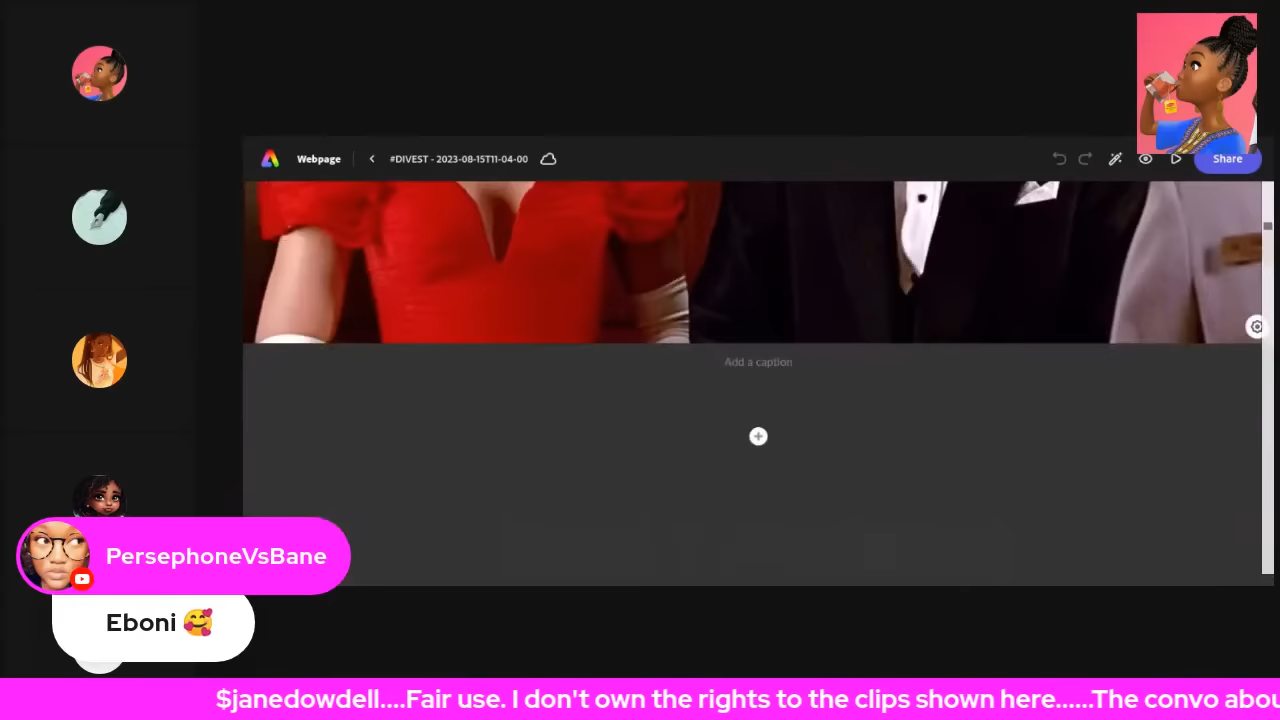 Webpage
#DIVEST - 2023-08-15T11-04-00
Share
Add a caption
PersephoneVsBane
Eboni 🥰
$janedowdell....Fair use. I don't own the rights to the clips shown here......The convo abou